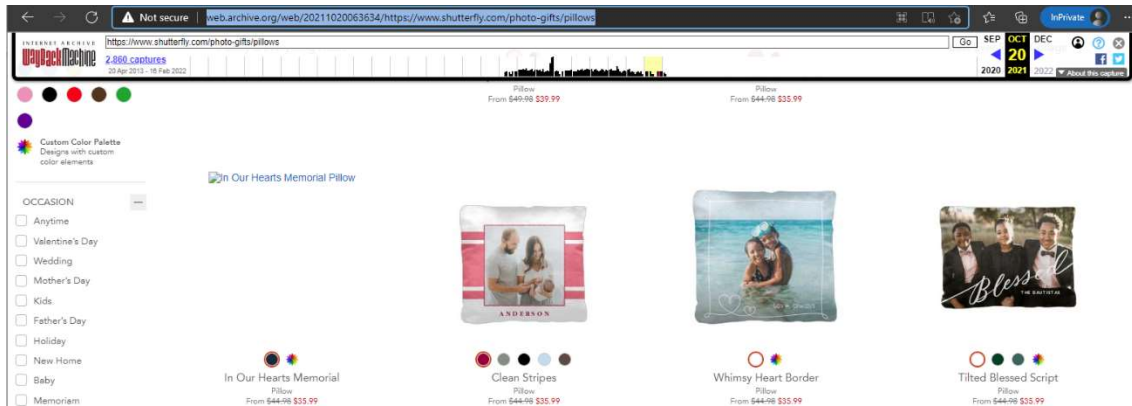 Not secure | web.archive.org/web/20211020063634/https://www.shutterfly.com/photo-gifts/pillows
InPrivate
INTERNET ARCHIVE
WayBackMachine
https://www.shutterfly.com/photo-gifts/pillows
Go
SEP OCT DEC
2,860 captures
20 Apr 2013 - 16 Feb 2022
20
2020 2021 2022
About this capture
Pillow
From $49.98 $39.99
Pillow
From $44.98 $35.99
Custom Color Palette
Designs with custom
color elements
OCCASION
Anytime
Valentine's Day
Wedding
Mother's Day
Kids
Father's Day
Holiday
New Home
Baby
Memoriam
In Our Hearts Memorial Pillow
ANDERSON
Blessed
THE BAUTISTAS
In Our Hearts Memorial
Pillow
From $44.98 $35.99
Clean Stripes
Pillow
From $44.98 $35.99
Whimsy Heart Border
Pillow
From $44.98 $35.99
Tilted Blessed Script
Pillow
From $44.98 $35.99